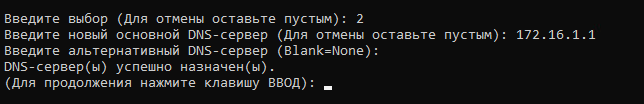 Введите выбор (Для отмены оставьте пустым): 2
Введите новый основной DNS-сервер (Для отмены оставьте пустым): 172.16.1.1
Введите альтернативный DNS-сервер (Blank=None):
DNS-сервер(ы) успешно назначен(ы).
(Для продолжения нажмите клавишу ВВОД):